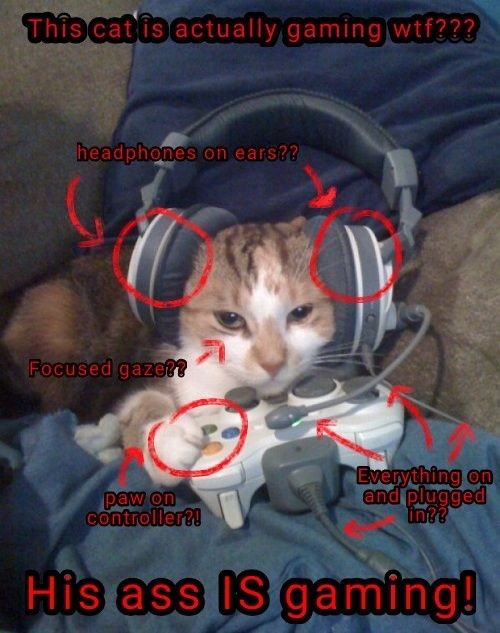 This cat is actually gaming wtf???
headphones on ears??
Focused gaze??
Everything on
and plugged
in??
paw on
controller?!
His ass IS gaming!